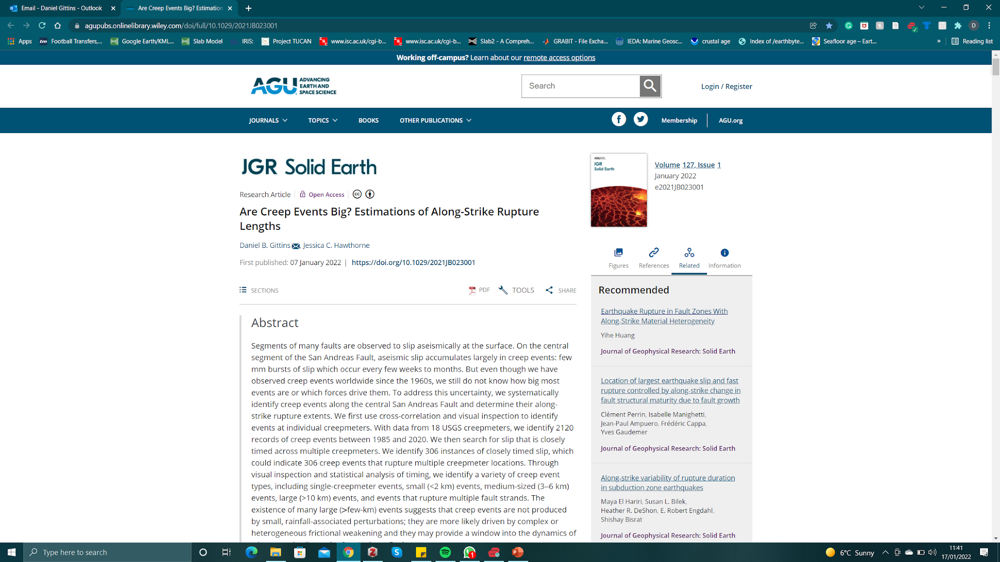 Email - Daniel Gittins - Outlook
Are Creep Events Big? Estimation
agupubs.onlinelibrary.wiley.com/doi/full/10.1029/2021JB023001
D
Apps
tm
Football Transfers,...
Google Earth/KML...
Slab Model
IRIS:
Project TUCAN
www.isc.ac.uk/cgi-b...
www.isc.ac.uk/cgi-b...
Slab2 - A Compreh...
GRABIT - File Excha...
IEDA: Marine Geosc...
crustal age
Index of /earthbyte...
Seafloor age – Eart...
»
Reading list
Working off-campus? Learn about our remote access options
AGU ADVANCING
EARTH AND
SPACE SCIENCE
Search
Login / Register
JOURNALS
TOPICS
BOOKS
OTHER PUBLICATIONS
Membership
AGU.org
JGR Solid Earth
Research Article
Open Access
cc
Are Creep Events Big? Estimations of Along-Strike Rupture
Lengths
Daniel B. Gittins, Jessica C. Hawthorne
First published: 07 January 2022 | https://doi.org/10.1029/2021JB023001
SECTIONS
PDF
TOOLS
SHARE
Abstract
Segments of many faults are observed to slip aseismically at the surface. On the central
segment of the San Andreas Fault, aseismic slip accumulates largely in creep events: few
mm bursts of slip which occur every few weeks to months. But even though we have
observed creep events worldwide since the 1960s, we still do not know how big most
events are or which forces drive them. To address this uncertainty, we systematically
identify creep events along the central San Andreas Fault and determine their along-
strike rupture extents. We first use cross-correlation and visual inspection to identify
events at individual creepmeters. With data from 18 USGS creepmeters, we identify 2120
records of creep events between 1985 and 2020. We then search for slip that is closely
timed across multiple creepmeters. We identify 306 instances of closely timed slip, which
could indicate 306 creep events that rupture multiple creepmeter locations. Through
visual inspection and statistical analysis of timing, we identify a variety of creep event
types, including single-creepmeter events, small (<2 km) events, medium-sized (3–6 km)
events, large (>10 km) events, and events that rupture multiple fault strands. The
existence of many large (>few-km) events suggests that creep events are not produced
by small, rainfall-associated perturbations; they are more likely driven by complex or
heterogeneous frictional weakening and they may provide a window into the dynamics of
AGU
JGR
Solid Earth
Volume 127, Issue 1
January 2022
e2021JB023001
Figures
References
Related
Information
Recommended
Earthquake Rupture in Fault Zones With
Along-Strike Material Heterogeneity
Yihe Huang
Journal of Geophysical Research: Solid Earth
Location of largest earthquake slip and fast
rupture controlled by along-strike change in
fault structural maturity due to fault growth
Clément Perrin, Isabelle Manighetti,
Jean-Paul Ampuero, Frédéric Cappa,
Yves Gaudemer
Journal of Geophysical Research: Solid Earth
Along-strike variability of rupture duration
in subduction zone earthquakes
Maya El Hariri, Susan L. Bilek,
Heather R. DeShon, E. Robert Engdahl,
Shishay Bisrat
Journal of Geophysical Research: Solid Earth
Type here to search
1
6°C Sunny
11:41
17/01/2022